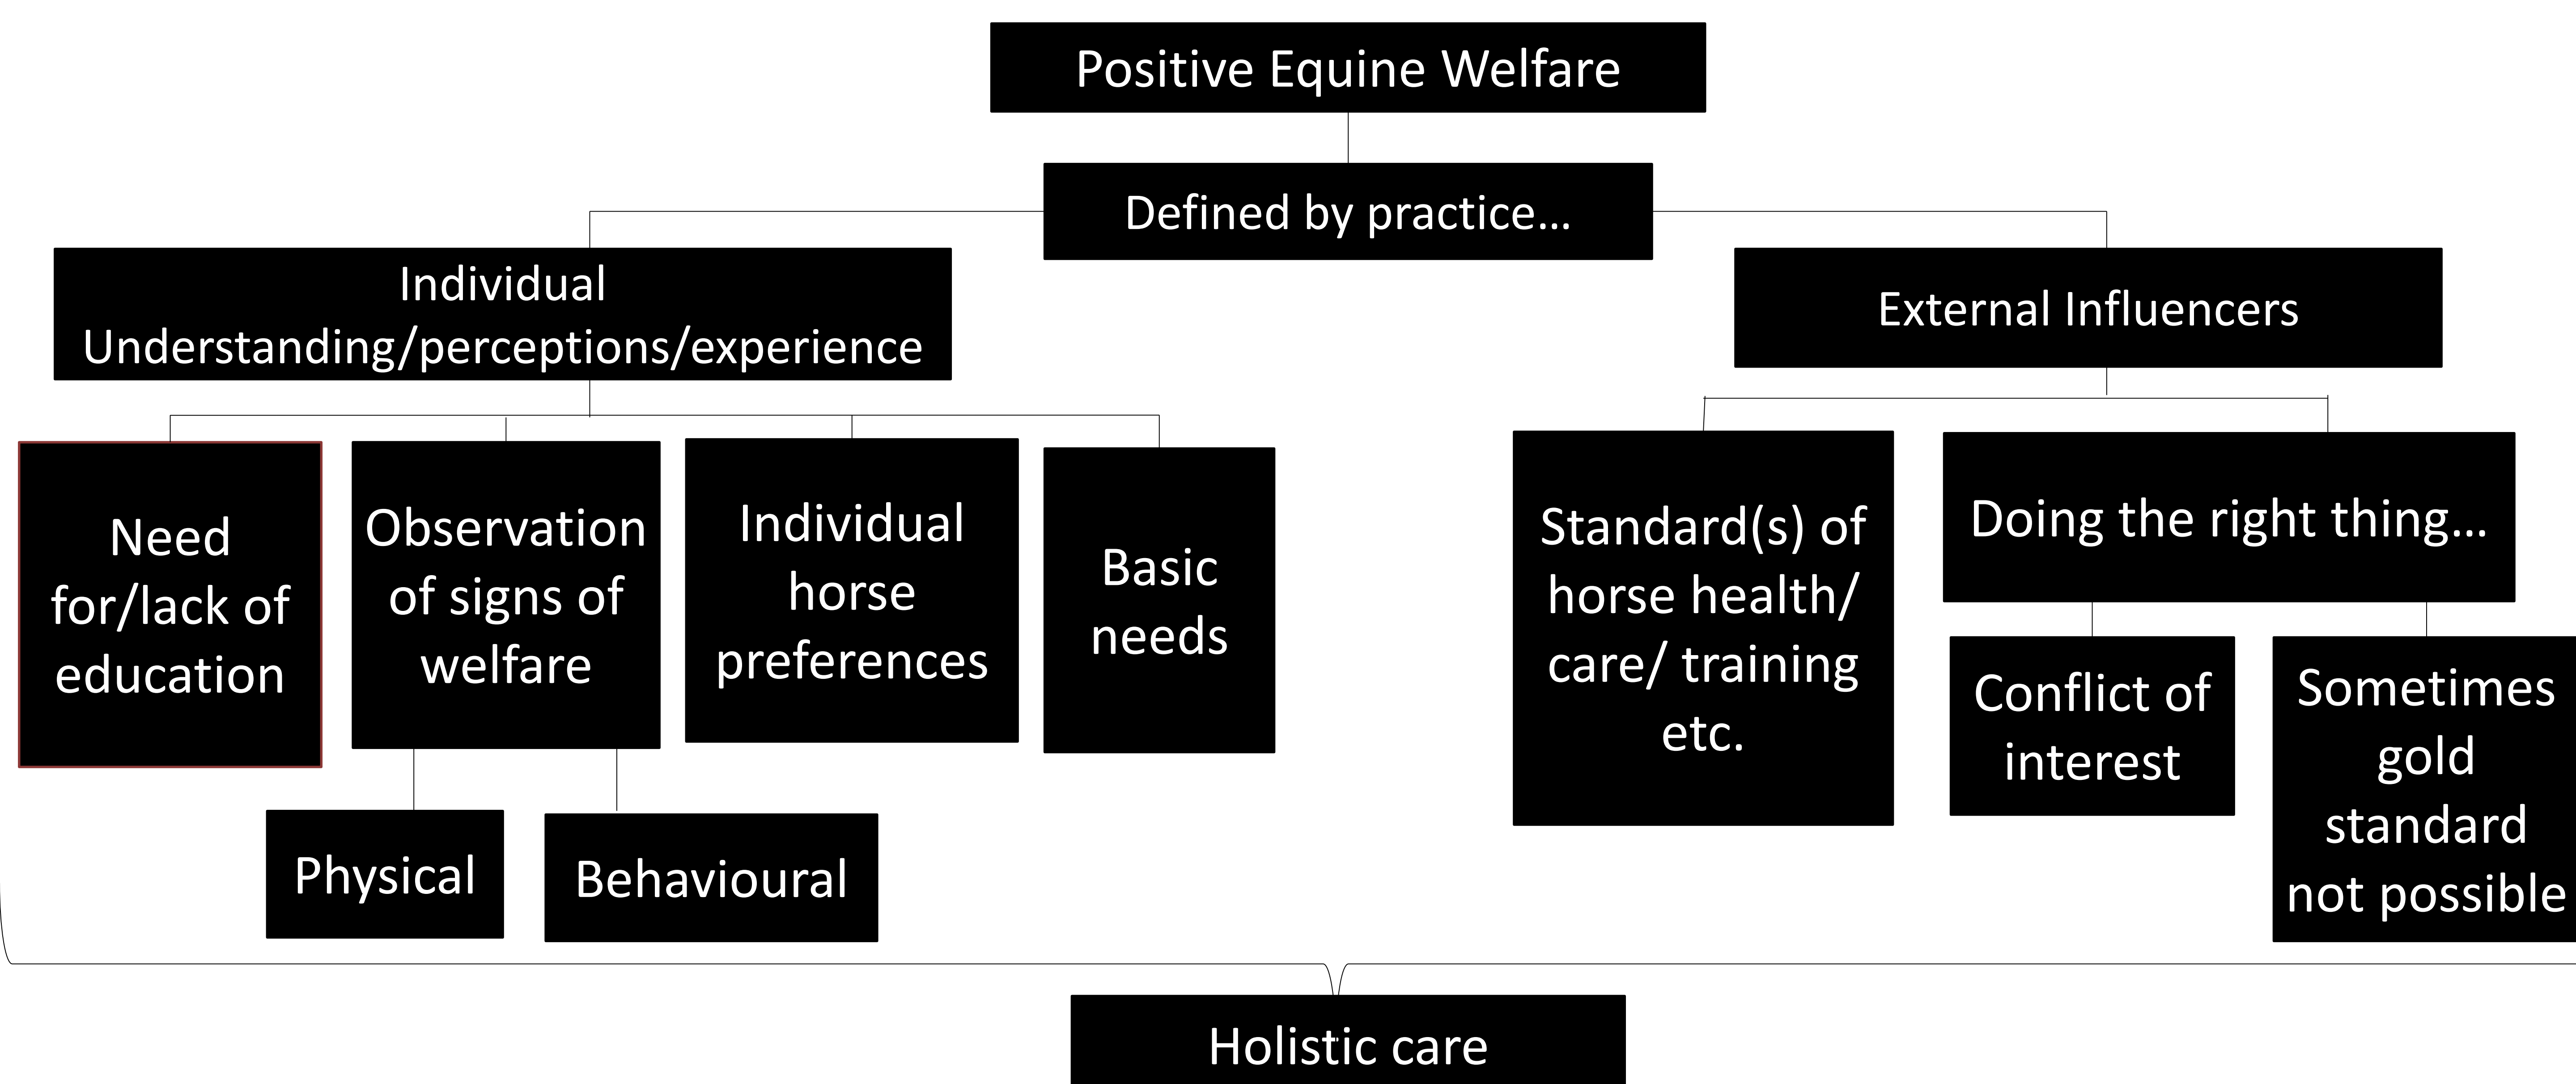 Positive Equine Welfare
Defined by practice...
Individual
Understanding/perceptions/experience
External Influencers
Need
for/lack of
education
Observation
of signs of
welfare
Individual
horse
preferences
Basic
needs
Standard(s) of
horse health/
care/ training
etc.
Doing the right thing...
Conflict of
interest
Sometimes
gold
standard
not possible
Physical
Behavioural
Holistic care